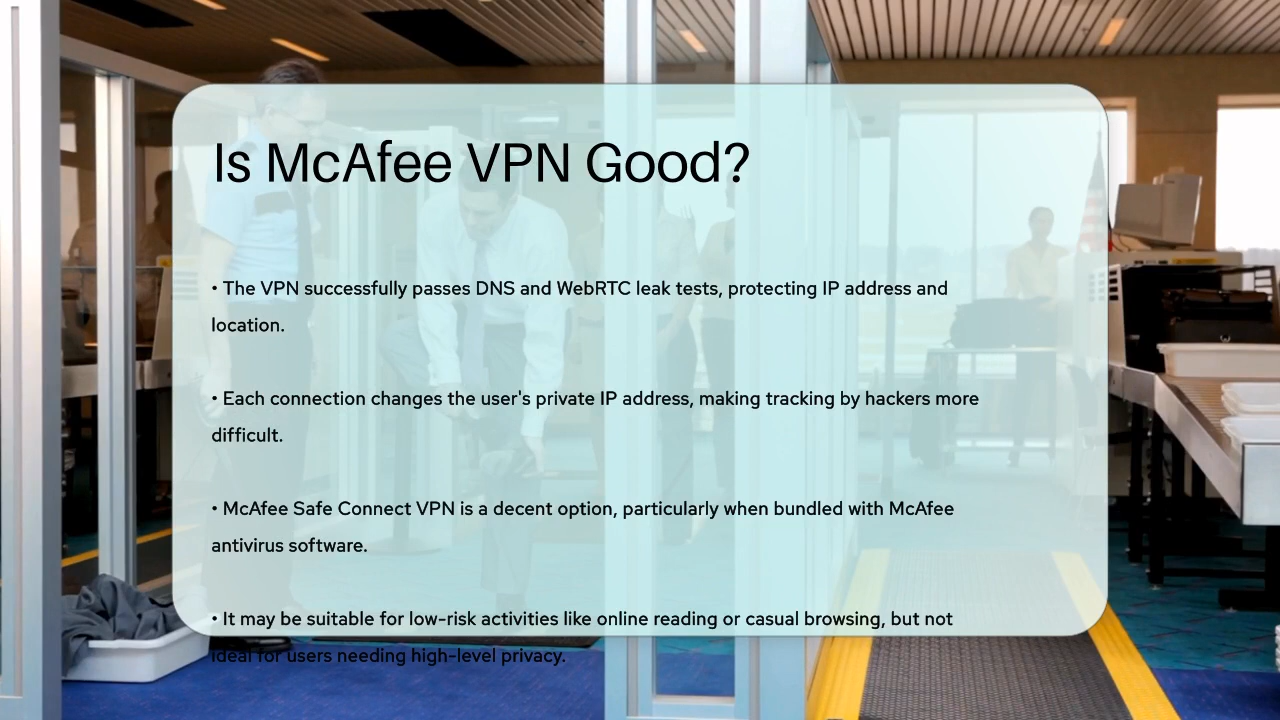 Is McAfee VPN Good?
• The VPN successfully passes DNS and WebRTC leak tests, protecting IP address and
location.
• Each connection changes the user's private IP address, making tracking by hackers more
difficult.
• McAfee Safe Connect VPN is a decent option, particularly when bundled with McAfee
antivirus software.
• It may be suitable for low-risk activities like online reading or casual browsing, but not
ideal for users needing high-level privacy.